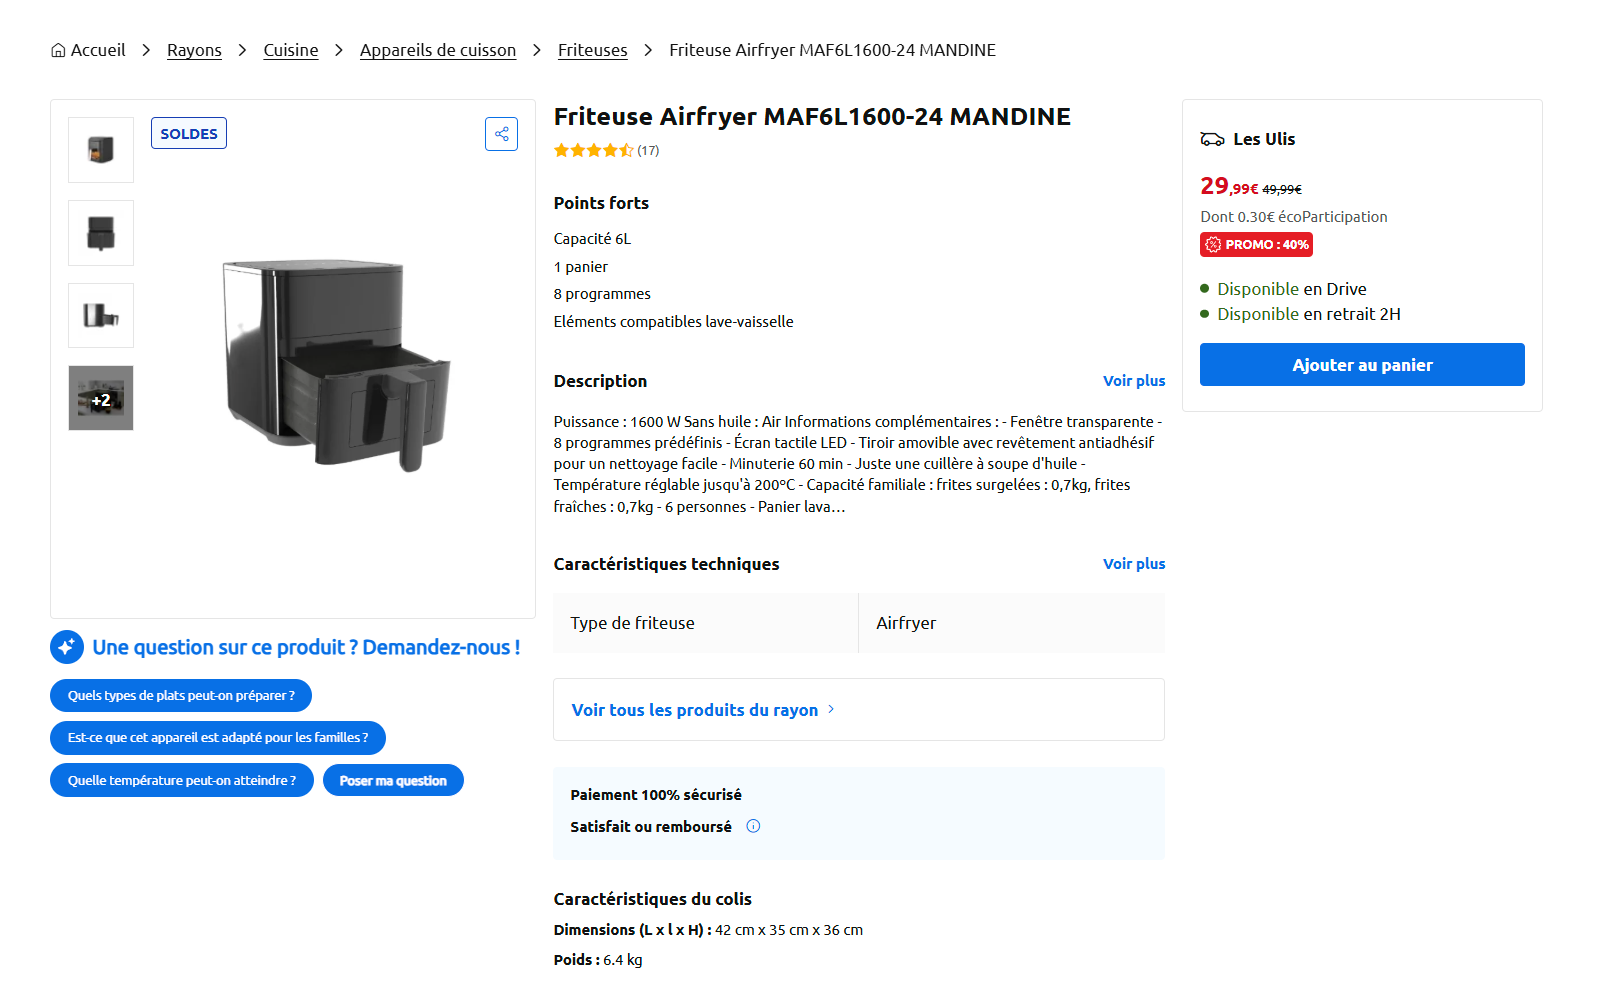 Accueil > Rayons > Cuisine > Appareils de cuisson > Friteuses > Friteuse Airfryer MAF6L1600-24 MANDINE
SOLDES
+2
Une question sur ce produit ? Demandez-nous !
Quels types de plats peut-on préparer ?
Est-ce que cet appareil est adapté pour les familles ?
Quelle température peut-on atteindre ?
Poser ma question
Friteuse Airfryer MAF6L1600-24 MANDINE
(17)
Points forts
Capacité 6L
1 panier
8 programmes
Eléments compatibles lave-vaisselle
Description
Voir plus
Puissance : 1600 W Sans huile : Air Informations complémentaires : - Fenêtre transparente -
8 programmes prédéfinis - Écran tactile LED - Tiroir amovible avec revêtement antiadhésif
pour un nettoyage facile - Minuterie 60 min - Juste une cuillère à soupe d'huile -
Température réglable jusqu'à 200°C - Capacité familiale : frites surgelées : 0,7kg, frites
fraîches : 0,7kg - 6 personnes - Panier lava…
Caractéristiques techniques
Voir plus
Type de friteuse
Airfryer
Voir tous les produits du rayon >
Paiement 100% sécurisé
Satisfait ou remboursé
Caractéristiques du colis
Dimensions (L x l x H) : 42 cm x 35 cm x 36 cm
Poids : 6.4 kg
Les Ulis
29,99€ 49,99€
Dont 0.30€ écoParticipation
PROMO : 40%
Disponible en Drive
Disponible en retrait 2H
Ajouter au panier